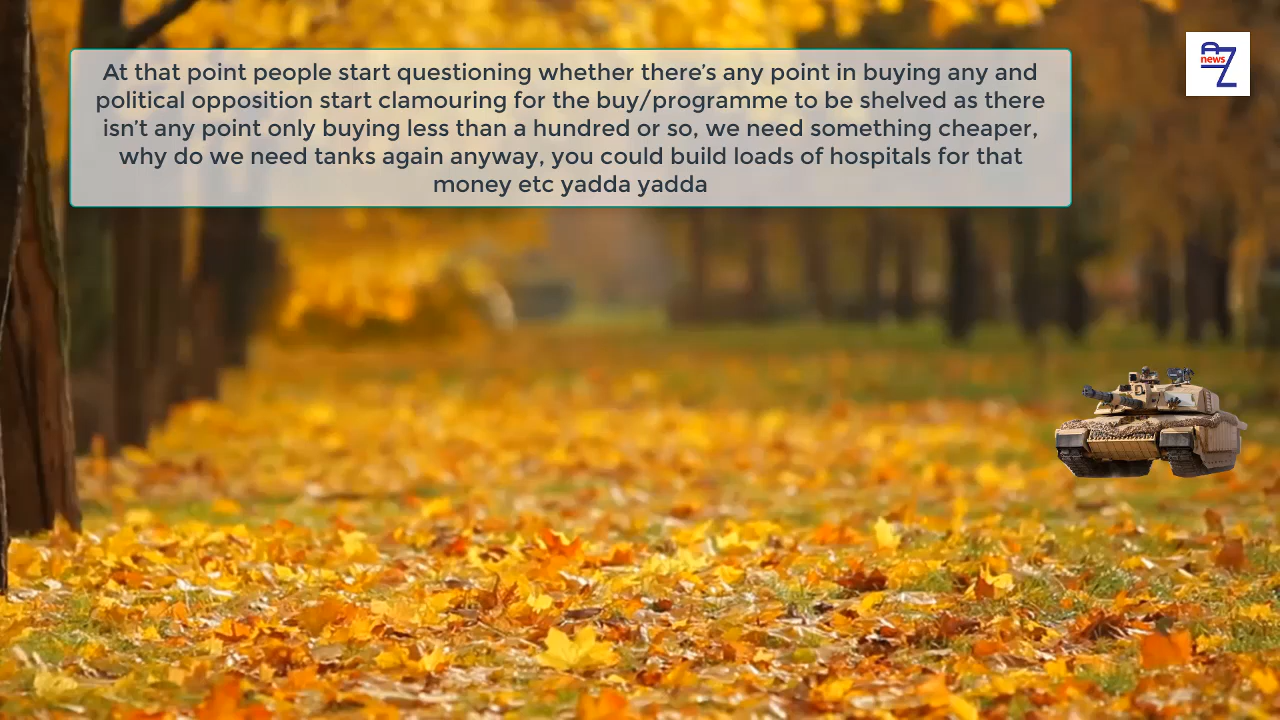 At that point people start questioning whether there's any point in buying any and
political opposition start clamouring for the buy/programme to be shelved as there
isn't any point only buying less than a hundred or so, we need something cheaper,
why do we need tanks again anyway, you could build loads of hospitals for that
money etc yadda yadda
A
news
Z